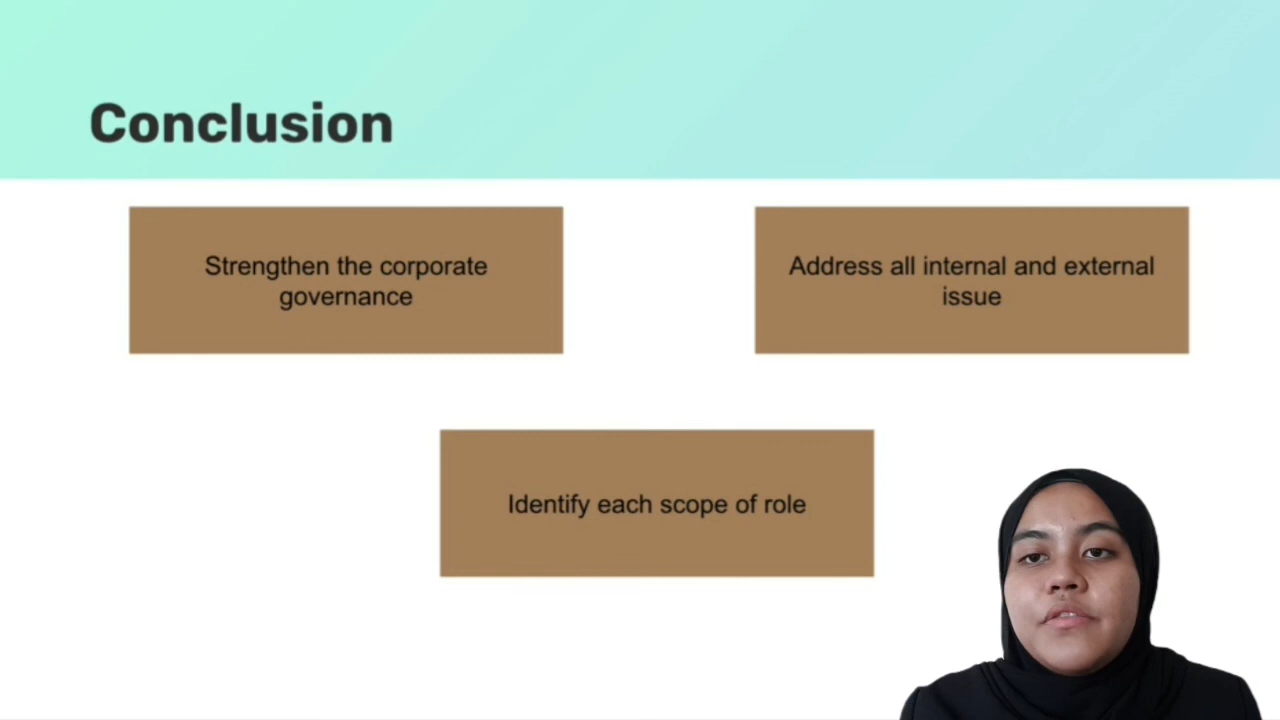 Conclusion
Strengthen the corporate
governance
Address all internal and external
issue
Identify each scope of role